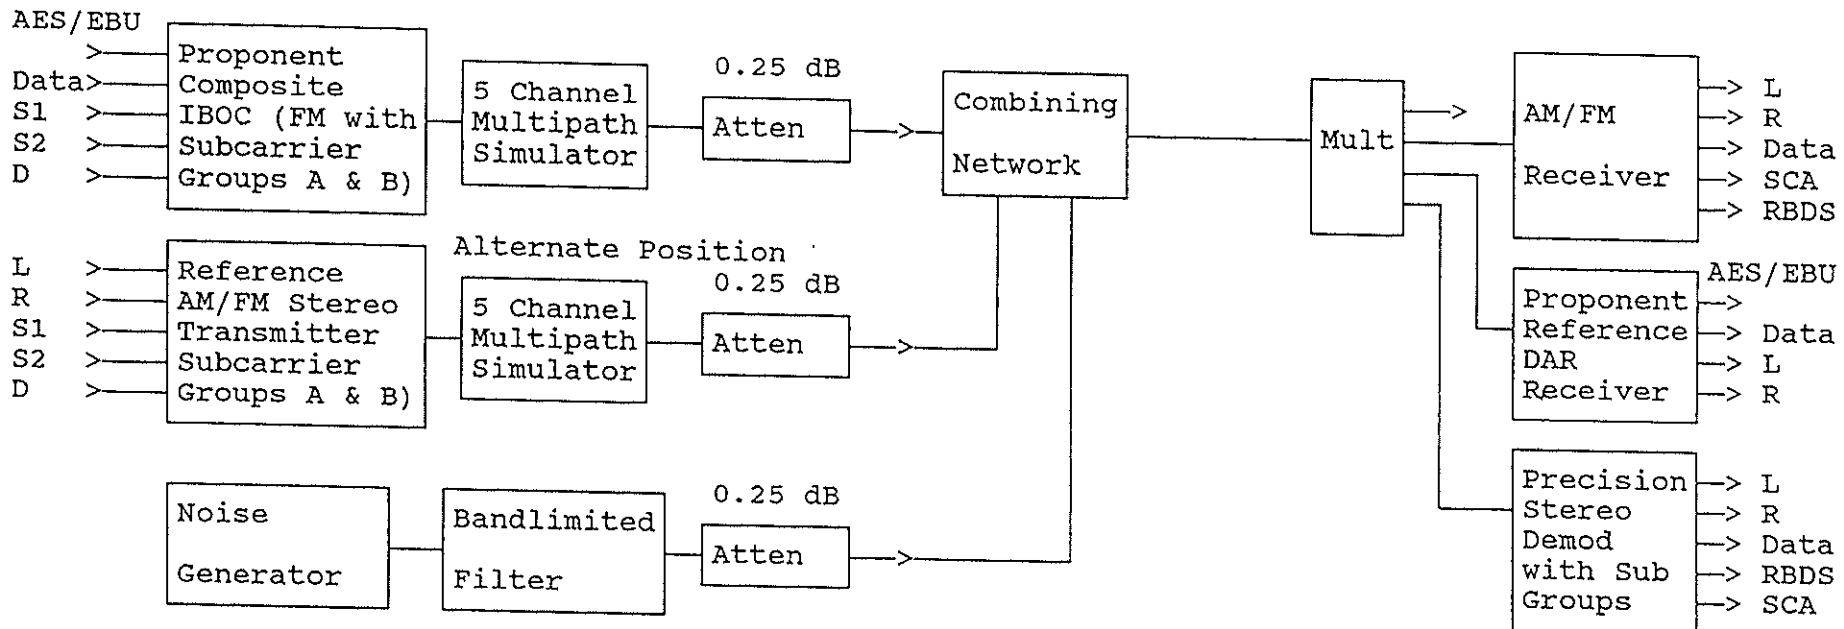 AES/EBU
>
Data>
S1 >
S2 >
D >
Proponent
Composite
IBOC (FM with
Subcarrier
Groups A & B)
5 Channel
Multipath
Simulator
0.25 dB
Atten
>
Combining
Network
Mult
>
AM/FM
Receiver
> L
> R
> Data
> SCA
> RBDS
L >
R >
S1 >
S2 >
D >
Reference
AM/FM Stereo
Transmitter
Subcarrier
Groups A & B)
Alternate Position
5 Channel
Multipath
Simulator
0.25 dB
Atten
>
AES/EBU
Proponent
Reference
DAR
Receiver
>
> Data
> L
> R
Noise
Generator
Bandlimited
Filter
0.25 dB
Atten
>
Precision
Stereo
Demod
with Sub
Groups
> L
> R
> Data
> RBDS
> SCA